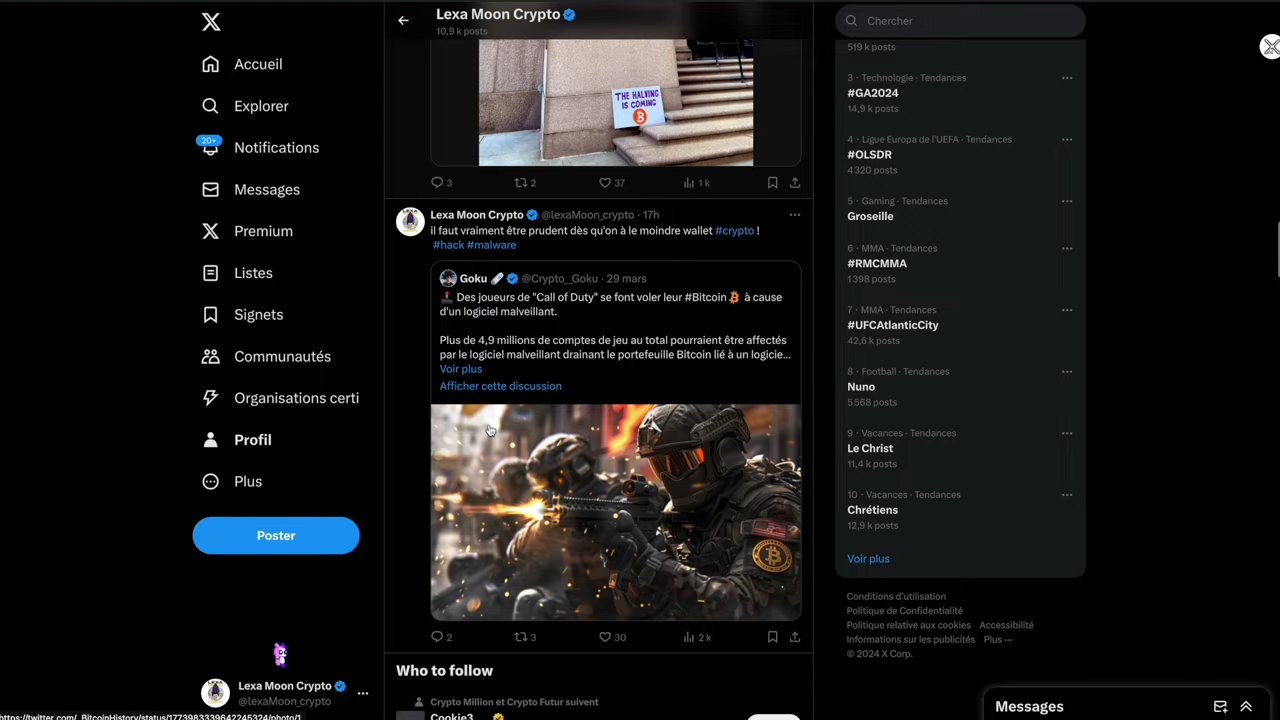 Accueil
Explorer
20+
Notifications
Messages
Premium
Listes
Signets
Communautés
Organisations certi
Profil
Plus
Poster
Lexa Moon Crypto
@lexaMoon_crypto
Lexa Moon Crypto
10,9 k posts
THE HALVING
IS COMING
3
2
37
1 k
Lexa Moon Crypto @lexaMoon_crypto · 17h
il faut vraiment être prudent dès qu'on à le moindre wallet #crypto !
#hack #malware
Goku @Crypto__Goku · 29 mars
Des joueurs de "Call of Duty" se font voler leur #Bitcoin à cause
d'un logiciel malveillant.
Plus de 4,9 millions de comptes de jeu au total pourraient être affectés
par le logiciel malveillant drainant le portefeuille Bitcoin lié à un logicie...
Voir plus
Afficher cette discussion
2
3
30
2 k
Who to follow
Crypto Million et Crypto Futur suivent
Cookie3
Chercher
519 k posts
3 · Technologie · Tendances
#GA2024
14,9 k posts
4 · Ligue Europa de l'UEFA · Tendances
#OLSDR
4 320 posts
5 · Gaming · Tendances
Groseille
6 · MMA · Tendances
#RMCMMA
1 398 posts
7 · MMA · Tendances
#UFCAtlanticCity
42,6 k posts
8 · Football · Tendances
Nuno
5 568 posts
9 · Vacances · Tendances
Le Christ
11,4 k posts
10 · Vacances · Tendances
Chrétiens
12,9 k posts
Voir plus
Conditions d'utilisation
Politique de Confidentialité
Politique relative aux cookies Accessibilité
Informations sur les publicités Plus ···
© 2024 X Corp.
Messages